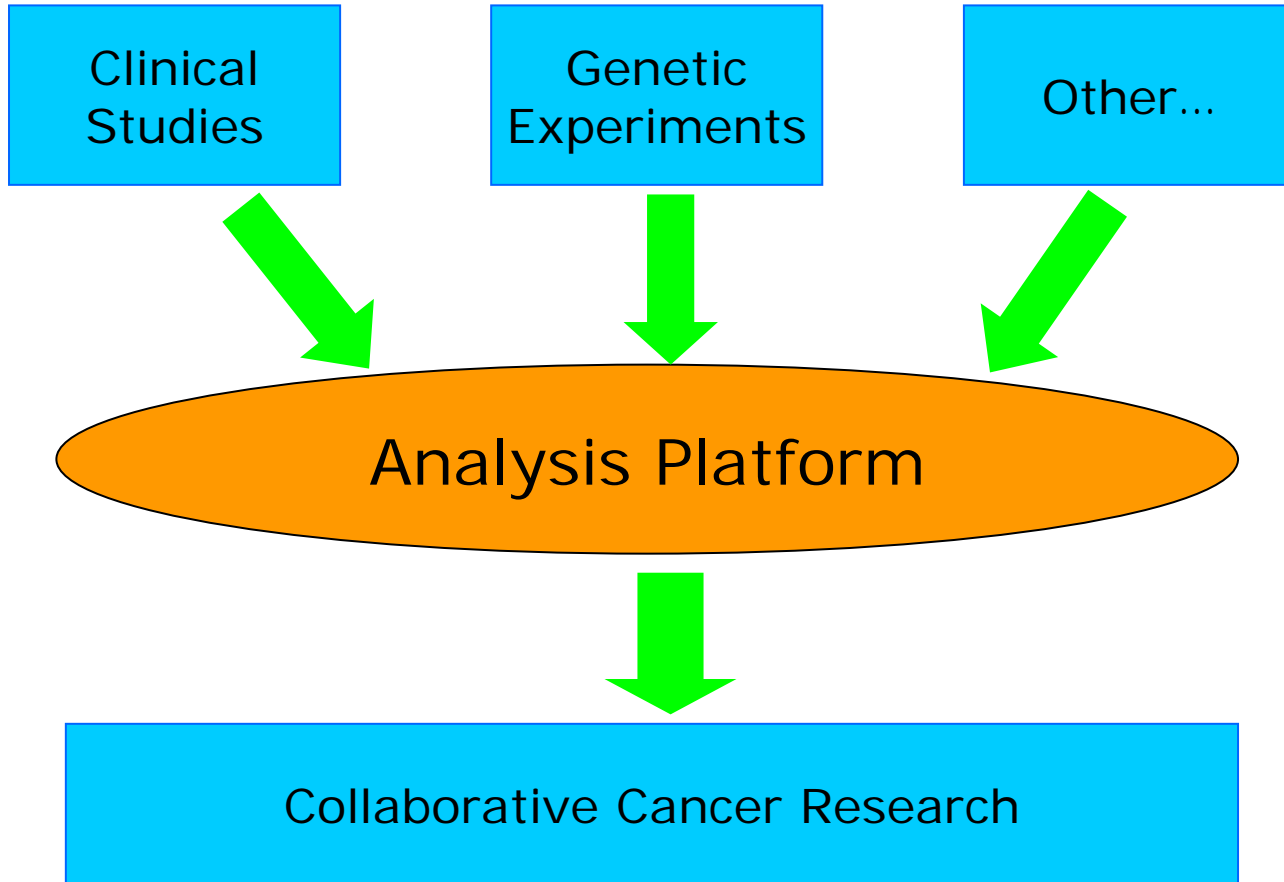 Clinical
Studies
Genetic
Experiments
Other...
Analysis Platform
Collaborative Cancer Research